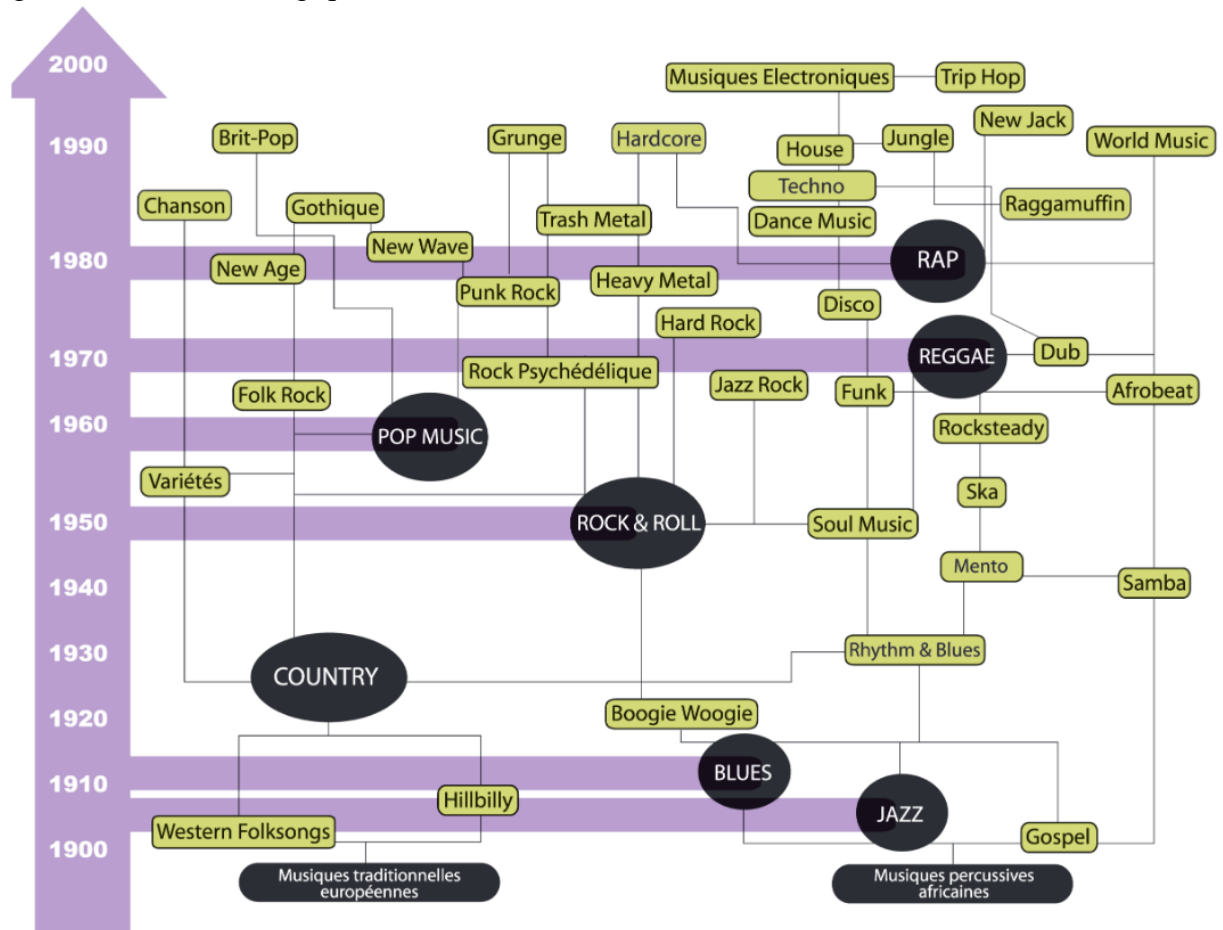 2000
Musiques Electroniques
Trip Hop
New Jack
Brit-Pop
Grunge
Hardcore
Jungle
World Music
1990
House
Techno
Chanson
Gothique
Raggamuffin
Trash Metal
Dance Music
New Wave
1980
New Age
RAP
Heavy Metal
Punk Rock
Disco
Hard Rock
1970
REGGAE
Dub
Rock Psychédélique
Jazz Rock
Folk Rock
Funk
Afrobeat
1960
POP MUSIC
Rocksteady
Variétés
Ska
1950
ROCK & ROLL
Soul Music
Mento
1940
Samba
1930
Rhythm & Blues
COUNTRY
1920
Boogie Woogie
BLUES
1910
Hillbilly
JAZZ
Western Folksongs
Gospel
1900
Musiques traditionnelles
européennes
Musiques percussives
africaines